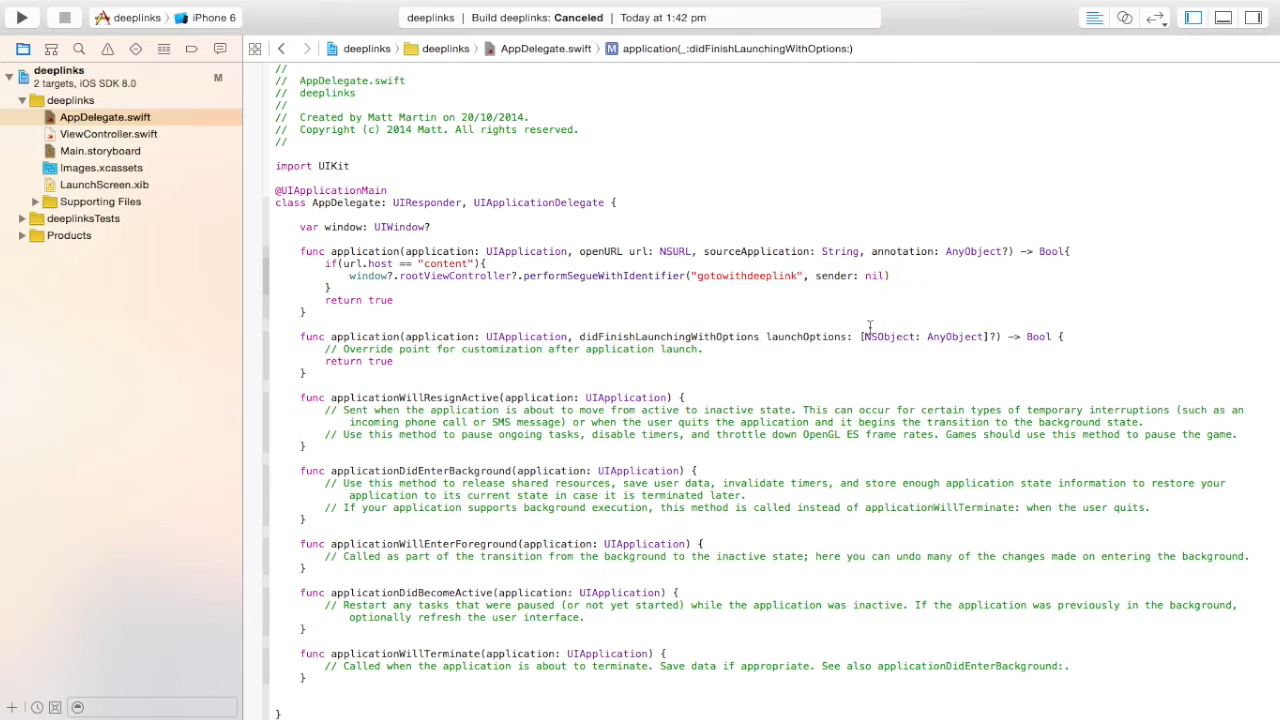 deeplinks iPhone 6
deeplinks | Build deeplinks: Canceled | Today at 1:42 pm
deeplinks deeplinks AppDelegate.swift M application(_:didFinishLaunchingWithOptions:)
deeplinks
2 targets, iOS SDK 8.0
M
deeplinks
AppDelegate.swift
ViewController.swift
Main.storyboard
Images.xcassets
LaunchScreen.xib
Supporting Files
deeplinksTests
Products
//
// AppDelegate.swift
// deeplinks
//
// Created by Matt Martin on 20/10/2014.
// Copyright (c) 2014 Matt. All rights reserved.
//
import UIKit
@UIApplicationMain
class AppDelegate: UIResponder, UIApplicationDelegate {
var window: UIWindow?
func application(application: UIApplication, openURL url: NSURL, sourceApplication: String, annotation: AnyObject?) -> Bool{
if(url.host == "content"){
window?.rootViewController?.performSegueWithIdentifier("gotowithdeeplink", sender: nil)
}
return true
}
func application(application: UIApplication, didFinishLaunchingWithOptions launchOptions: [NSObject: AnyObject]?) -> Bool {
// Override point for customization after application launch.
return true
}
func applicationWillResignActive(application: UIApplication) {
// Sent when the application is about to move from active to inactive state. This can occur for certain types of temporary interruptions (such as an
incoming phone call or SMS message) or when the user quits the application and it begins the transition to the background state.
// Use this method to pause ongoing tasks, disable timers, and throttle down OpenGL ES frame rates. Games should use this method to pause the game.
}
func applicationDidEnterBackground(application: UIApplication) {
// Use this method to release shared resources, save user data, invalidate timers, and store enough application state information to restore your
application to its current state in case it is terminated later.
// If your application supports background execution, this method is called instead of applicationWillTerminate: when the user quits.
}
func applicationWillEnterForeground(application: UIApplication) {
// Called as part of the transition from the background to the inactive state; here you can undo many of the changes made on entering the background.
}
func applicationDidBecomeActive(application: UIApplication) {
// Restart any tasks that were paused (or not yet started) while the application was inactive. If the application was previously in the background,
optionally refresh the user interface.
}
func applicationWillTerminate(application: UIApplication) {
// Called when the application is about to terminate. Save data if appropriate. See also applicationDidEnterBackground:.
}
}